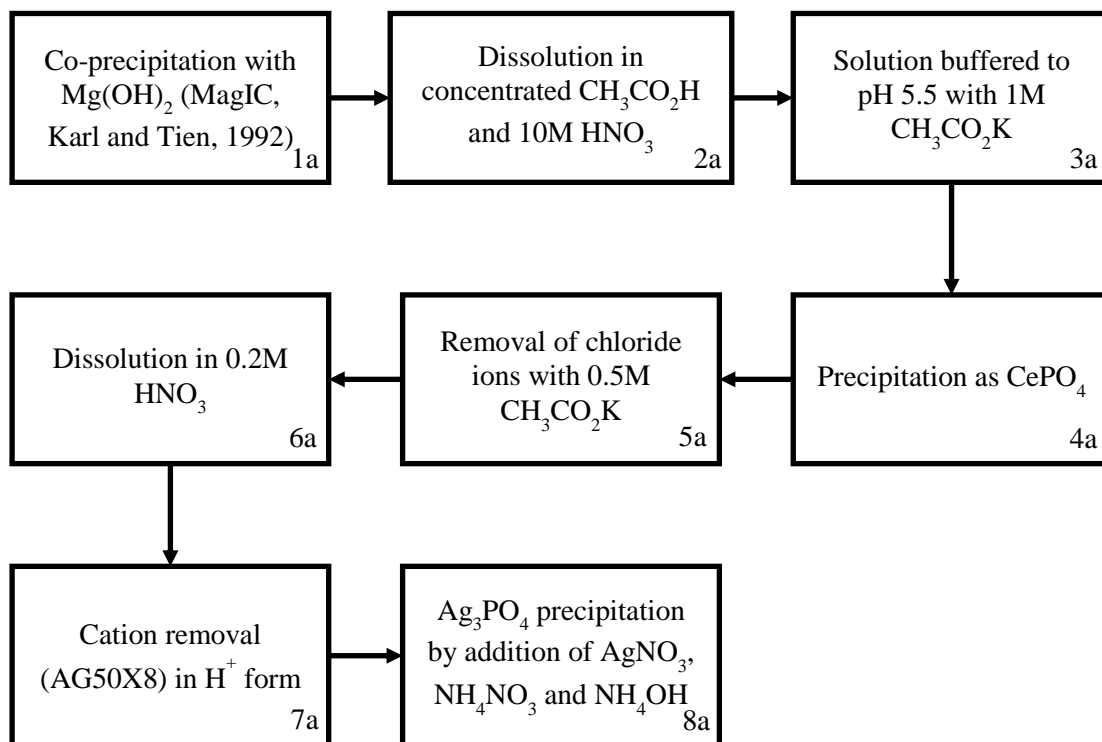 Co-precipitation with
Mg(OH)₂ (MagIC,
Karl and Tien, 1992)
1a
Dissolution in
concentrated CH₃CO₂H
and 10M HNO₃
2a
Solution buffered to
pH 5.5 with 1M
CH₃CO₂K
3a
Precipitation as CePO₄
4a
Removal of chloride
ions with 0.5M
CH₃CO₂K
5a
Dissolution in 0.2M
HNO₃
6a
Cation removal
(AG50X8) in H⁺ form
7a
Ag₃PO₄ precipitation
by addition of AgNO₃,
NH₄NO₃ and NH₄OH
8a